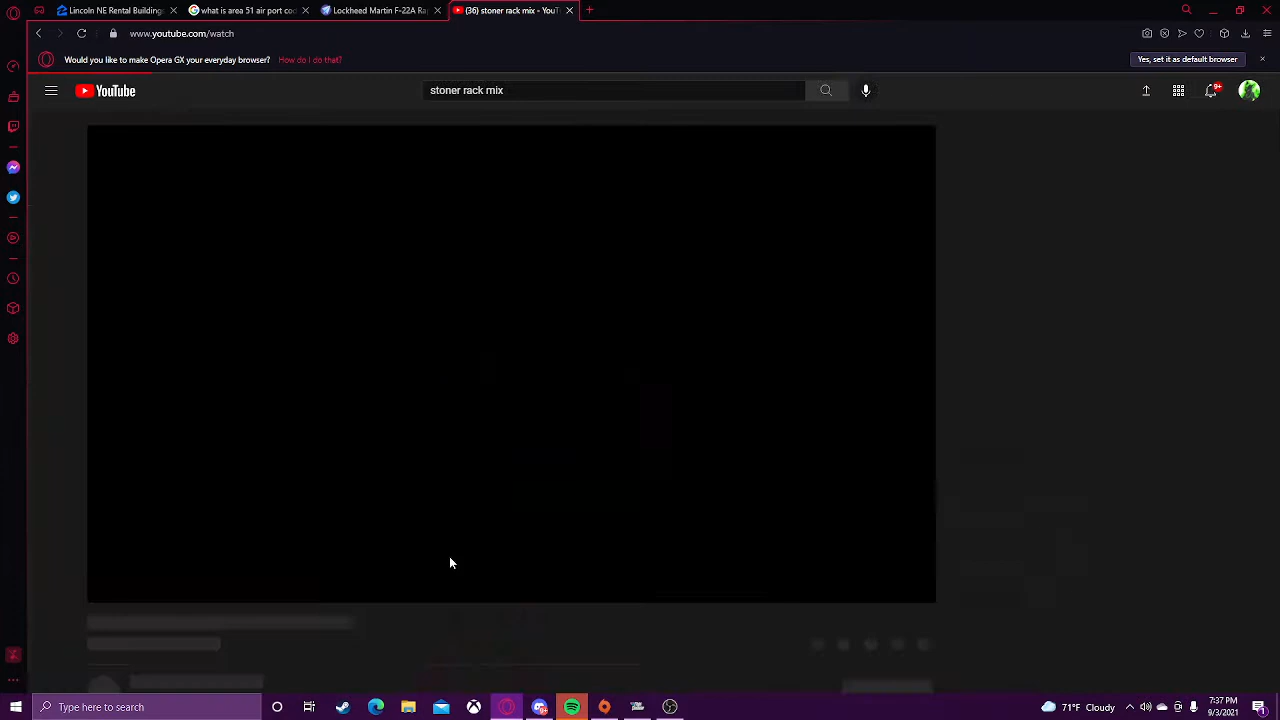 Lincoln NE Rental Buildings
what is area 51 air port cod
Lockheed Martin F-22A Ra
(36) stoner rack mix - YouT
www.youtube.com/watch
Would you like to make Opera GX your everyday browser? How do I do that?
Yes, set it as default browser
YouTube
stoner rack mix
9+
Type here to search
71°F Cloudy
7:37 PM
9/3/2021